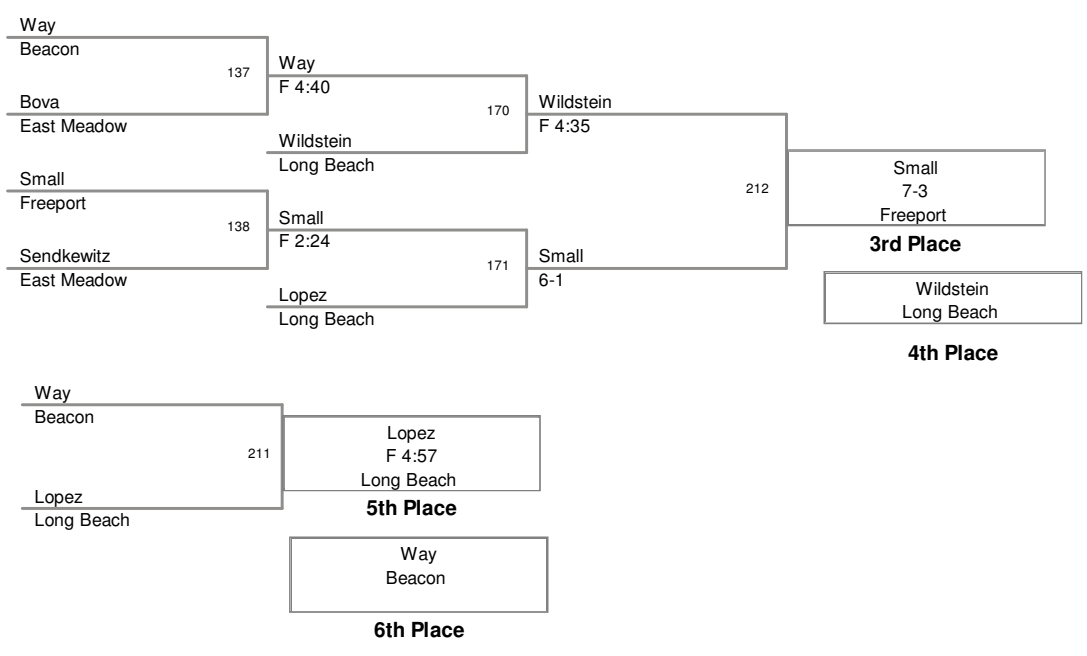 Way
Beacon
137
Way
F 4:40
Bova
East Meadow
170
Wildstein
F 4:35
Wildstein
Long Beach
Small
Freeport
138
Small
F 2:24
212
Small
7-3
Freeport
3rd Place
Sendkewitz
East Meadow
171
Small
6-1
Lopez
Long Beach
Wildstein
Long Beach
4th Place
Way
Beacon
211
Lopez
F 4:57
Long Beach
5th Place
Lopez
Long Beach
Way
Beacon
6th Place